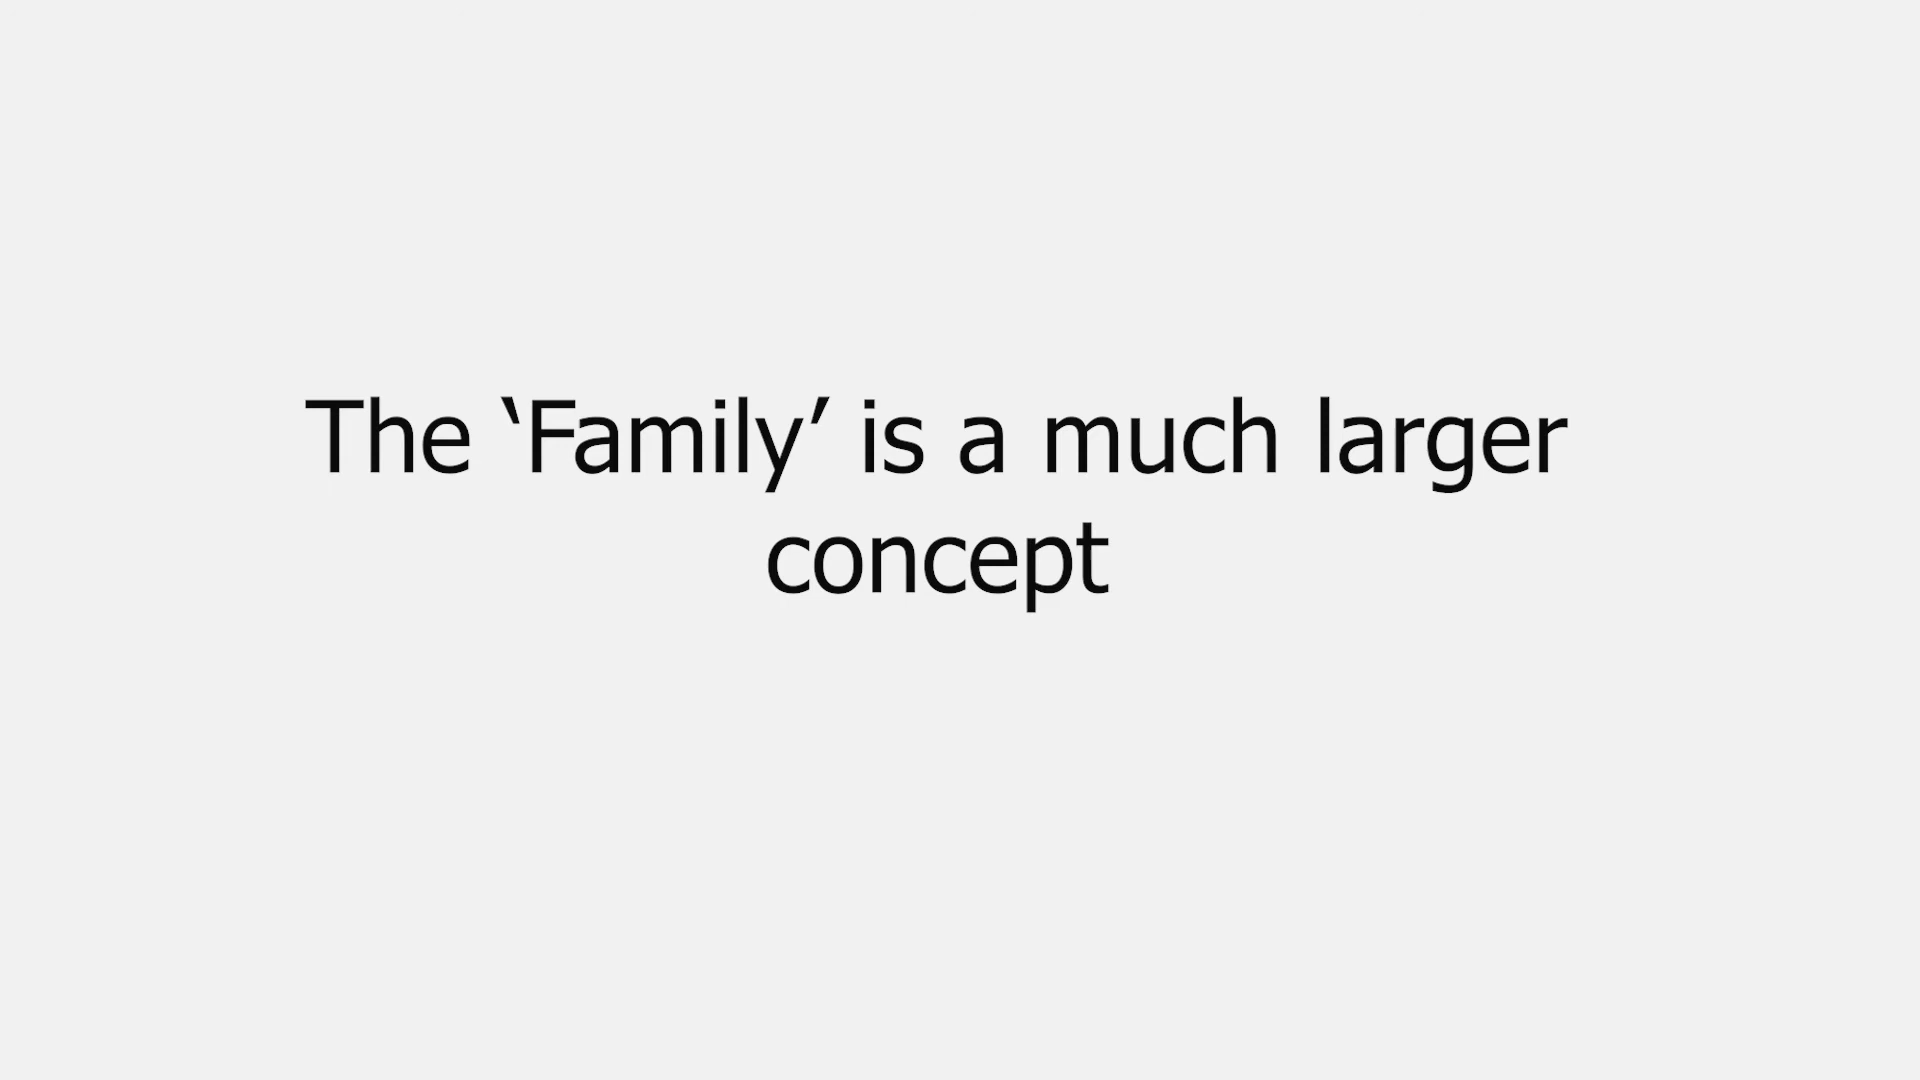 The ‘Family’ is a much larger
concept